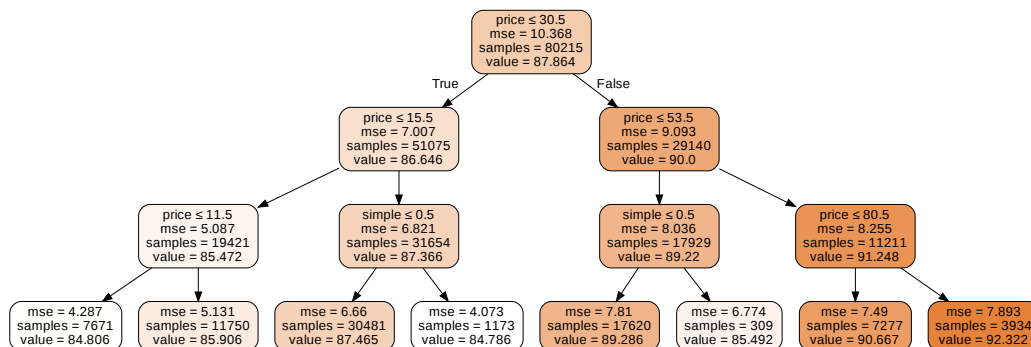 price ≤ 30.5
mse = 10.368
samples = 80215
value = 87.864
True
False
price ≤ 15.5
mse = 7.007
samples = 51075
value = 86.646
price ≤ 53.5
mse = 9.093
samples = 29140
value = 90.0
price ≤ 11.5
mse = 5.087
samples = 19421
value = 85.472
simple ≤ 0.5
mse = 6.821
samples = 31654
value = 87.366
simple ≤ 0.5
mse = 8.036
samples = 17929
value = 89.22
price ≤ 80.5
mse = 8.255
samples = 11211
value = 91.248
mse = 4.287
samples = 7671
value = 84.806
mse = 5.131
samples = 11750
value = 85.906
mse = 6.66
samples = 30481
value = 87.465
mse = 4.073
samples = 1173
value = 84.786
mse = 7.81
samples = 17620
value = 89.286
mse = 6.774
samples = 309
value = 85.492
mse = 7.49
samples = 7277
value = 90.667
mse = 7.893
samples = 3934
value = 92.322